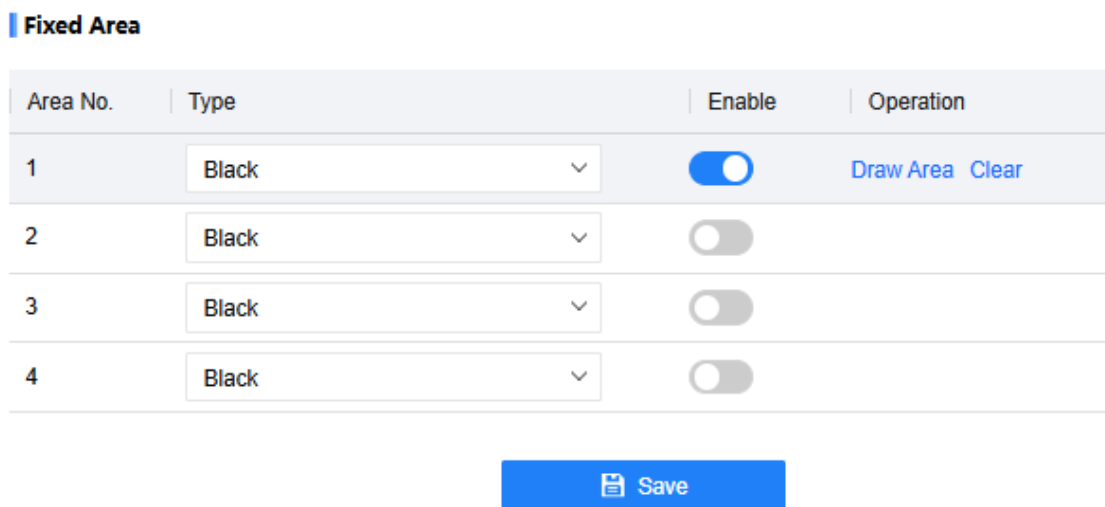 Fixed Area
Area No. Type Enable Operation
1 Black Draw Area Clear
2 Black
3 Black
4 Black
Save